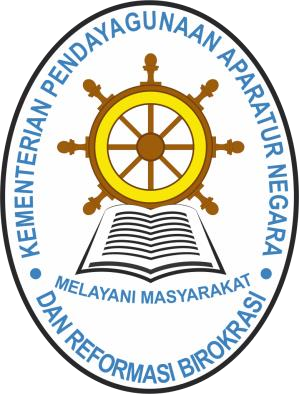 KEMENTERIAN PENDAYAGUNAAN APARATUR NEGARA
MELAYANI MASYARAKAT
DAN REFORMASI BIROKRASI